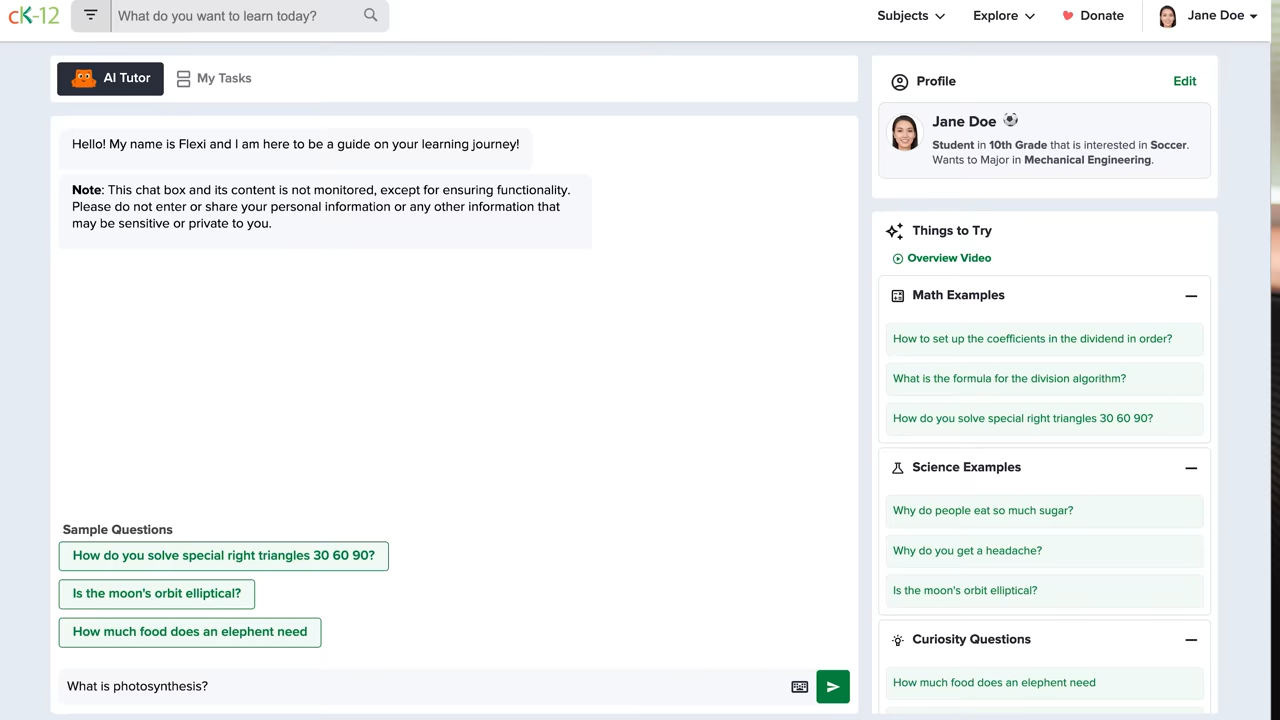 cK-12
What do you want to learn today?
Subjects
Explore
Donate
Jane Doe
AI Tutor
My Tasks
Hello! My name is Flexi and I am here to be a guide on your learning journey!
Note: This chat box and its content is not monitored, except for ensuring functionality.
Please do not enter or share your personal information or any other information that
may be sensitive or private to you.
Sample Questions
How do you solve special right triangles 30 60 90?
Is the moon's orbit elliptical?
How much food does an elephent need
What is photosynthesis?
Profile
Edit
Jane Doe
Student in 10th Grade that is interested in Soccer.
Wants to Major in Mechanical Engineering.
Things to Try
Overview Video
Math Examples
How to set up the coefficients in the dividend in order?
What is the formula for the division algorithm?
How do you solve special right triangles 30 60 90?
Science Examples
Why do people eat so much sugar?
Why do you get a headache?
Is the moon's orbit elliptical?
Curiosity Questions
How much food does an elephent need